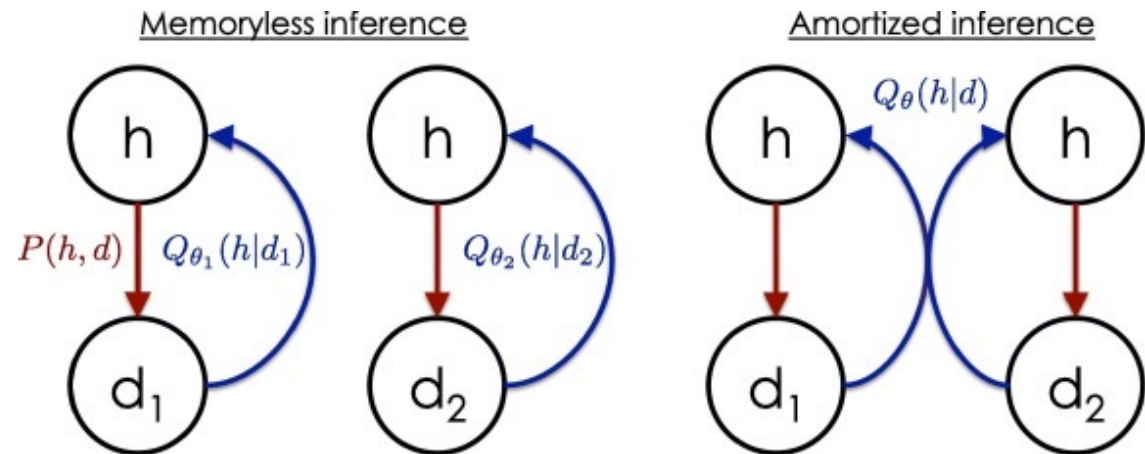 Memoryless inference
Amortized inference
h
h
h
h
Q_θ(h|d)
P(h, d)
Q_θ₁(h|d₁)
Q_θ₂(h|d₂)
d₁
d₂
d₁
d₂